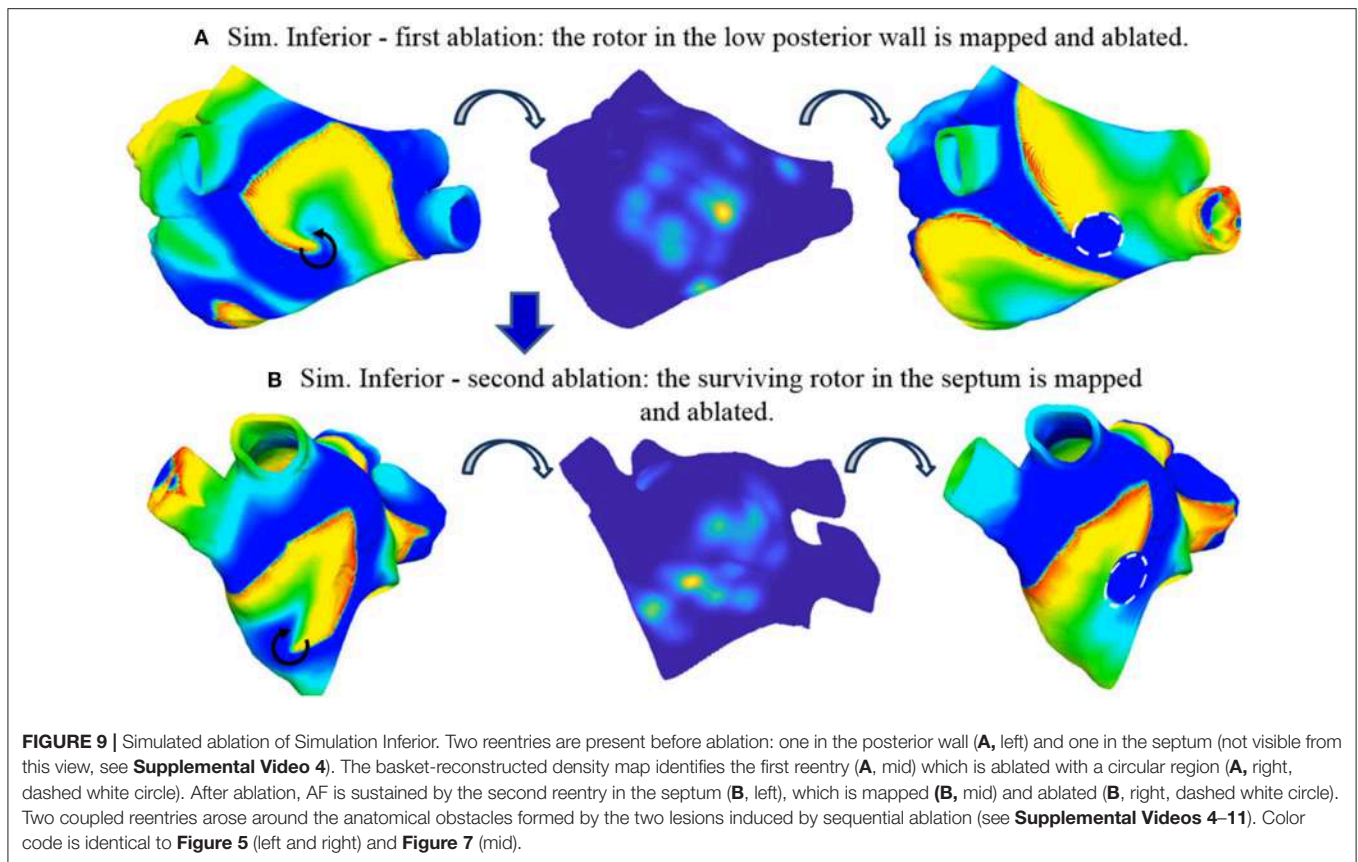 A Sim. Inferior - first ablation: the rotor in the low posterior wall is mapped and ablated.
B Sim. Inferior - second ablation: the surviving rotor in the septum is mapped
and ablated.
FIGURE 9 | Simulated ablation of Simulation Inferior. Two reentries are present before ablation: one in the posterior wall (A, left) and one in the septum (not visible from
this view, see Supplemental Video 4). The basket-reconstructed density map identifies the first reentry (A, mid) which is ablated with a circular region (A, right,
dashed white circle). After ablation, AF is sustained by the second reentry in the septum (B, left), which is mapped (B, mid) and ablated (B, right, dashed white circle).
Two coupled reentries arose around the anatomical obstacles formed by the two lesions induced by sequential ablation (see Supplemental Videos 4–11). Color
code is identical to Figure 5 (left and right) and Figure 7 (mid).